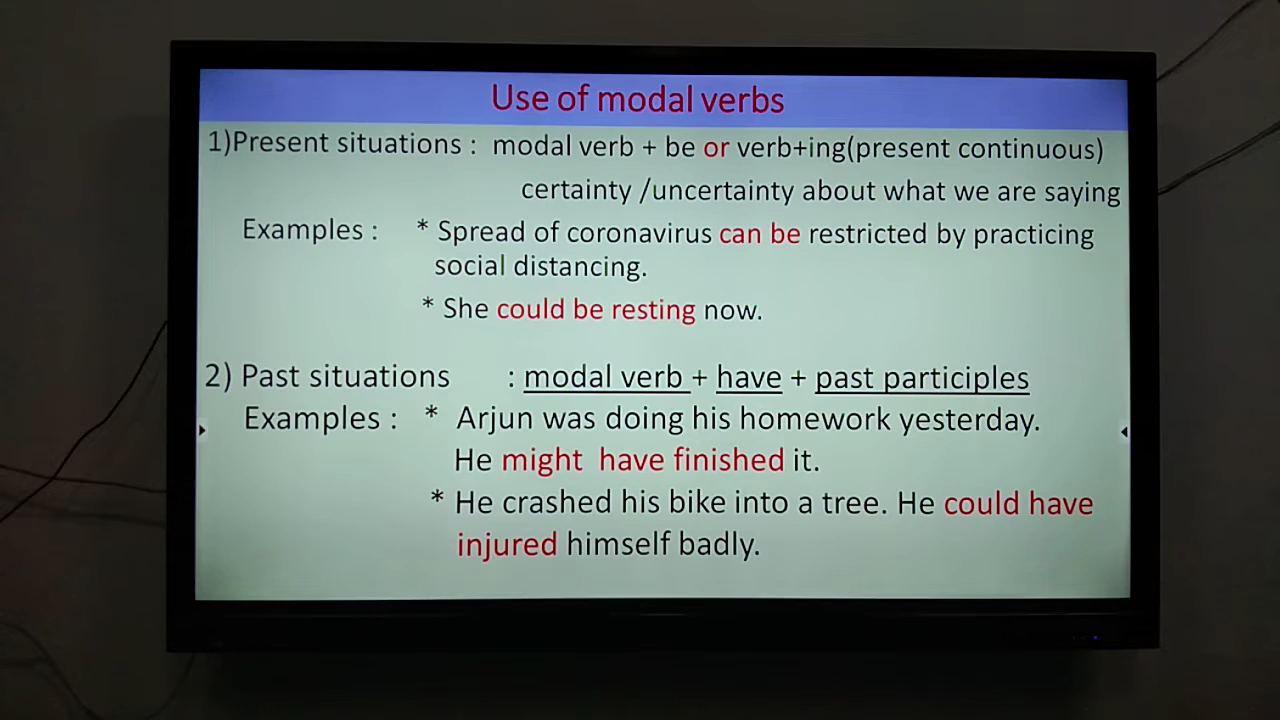 Use of modal verbs
1)Present situations : modal verb + be or verb+ing(present continuous)
certainty /uncertainty about what we are saying
Examples : * Spread of coronavirus can be restricted by practicing
social distancing.
* She could be resting now.
2) Past situations : modal verb + have + past participles
Examples : * Arjun was doing his homework yesterday.
He might have finished it.
* He crashed his bike into a tree. He could have
injured himself badly.